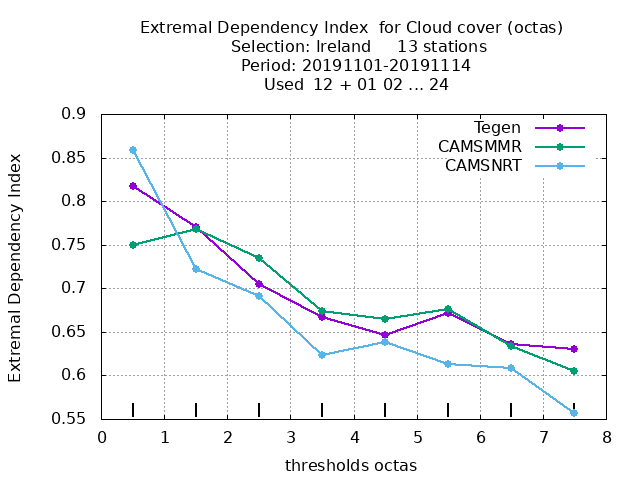 Extremal Dependency Index  for Cloud cover (octas)
Selection: Ireland     13 stations
Period: 20191101-20191114
Used  12 + 01 02 ... 24
Tegen
CAMSMMR
CAMSNRT
Extremal Dependency Index
0.9
0.85
0.8
0.75
0.7
0.65
0.6
0.55
0 1 2 3 4 5 6 7 8
thresholds octas